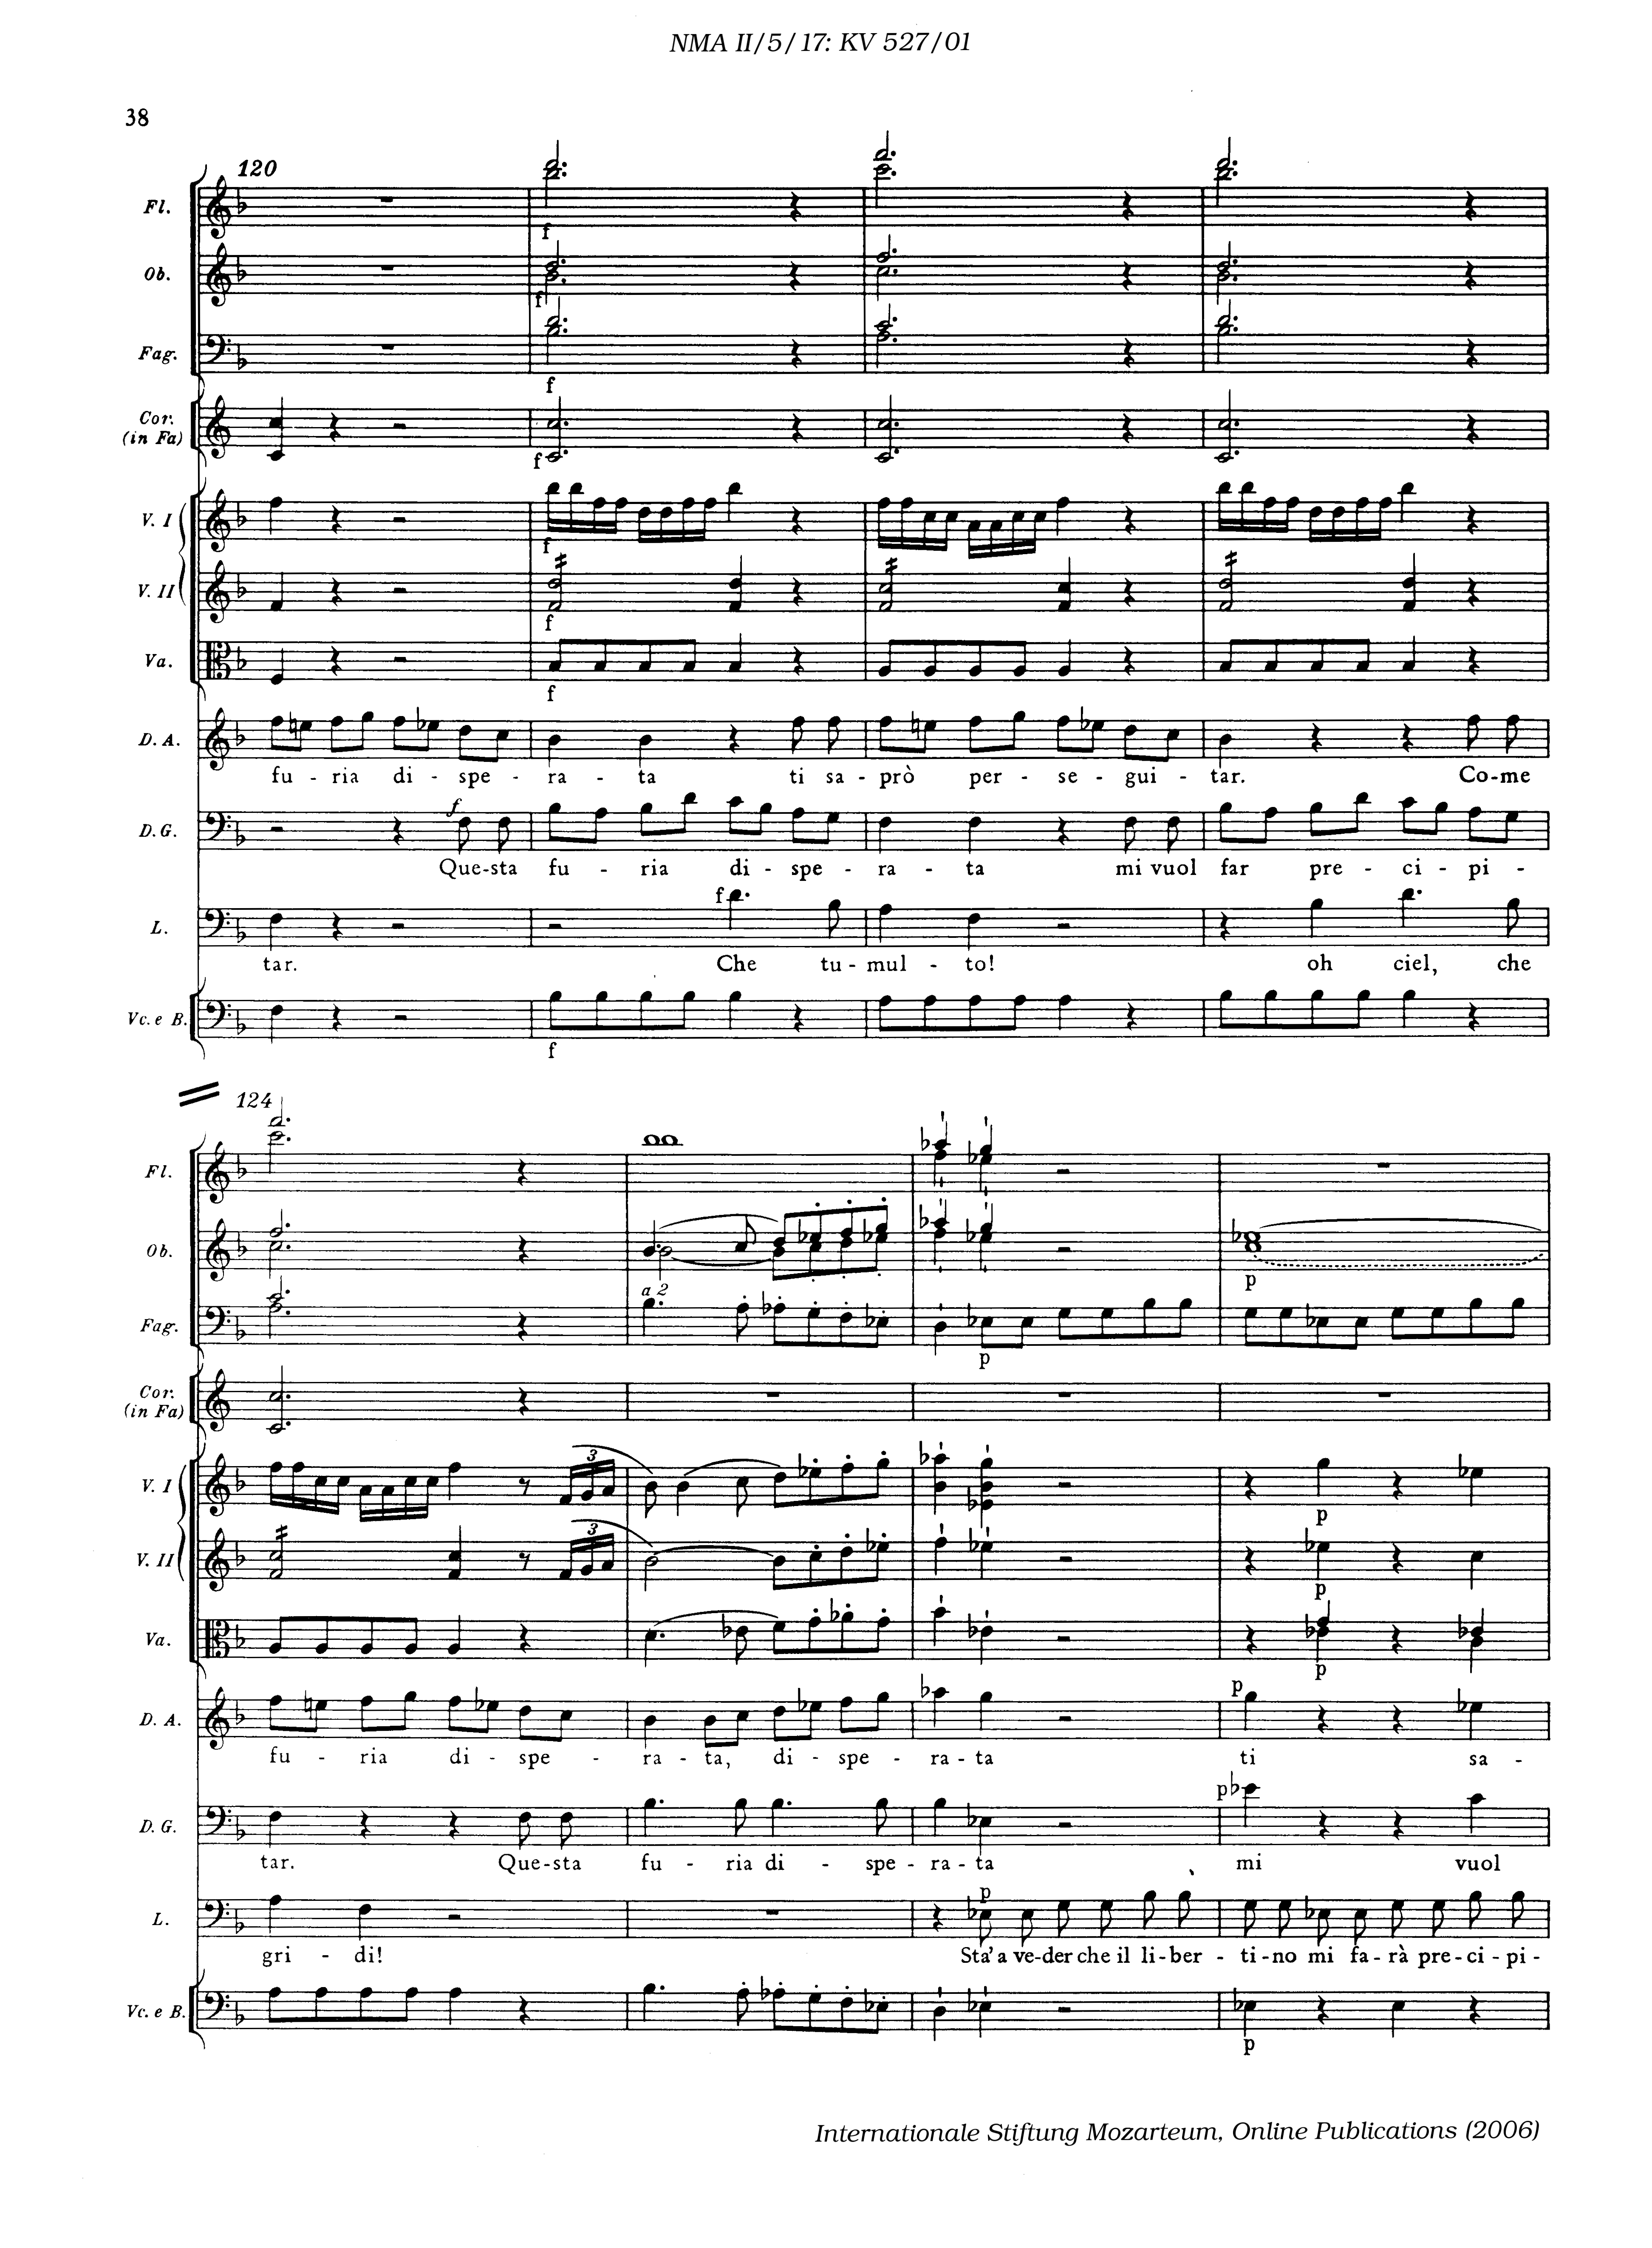 NMA II/5/17: KV 527/01
38
120
Fl.
f
Ob.
f
Fag.
f
Cor.
(in Fa)
f
V. I
f
V. II
f
Va.
f
D. A.
fu - ria di - spe - ra - ta ti sa - prò per - se - gui - tar. Co-me
f
D. G.
Que-sta fu - ria di - spe - ra - ta mi vuol far pre - ci - pi -
f
L.
tar. Che tu - mul - to! oh ciel, che
Vc. e B.
f
124
Fl.
Ob.
p
a 2
Fag.
p
Cor.
(in Fa)
3
V. I
p
3
V. II
p
Va.
p
p
D. A.
fu - ria di - spe - ra - ta, di - spe - ra - ta ti sa -
p
D. G.
tar. Que-sta fu - ria di - spe - ra - ta mi vuol
p
L.
gri - di! Sta' a ve-der che il li-ber - ti-no mi fa-rà pre-ci-pi-
Vc. e B.
p
Internationale Stiftung Mozarteum, Online Publications (2006)